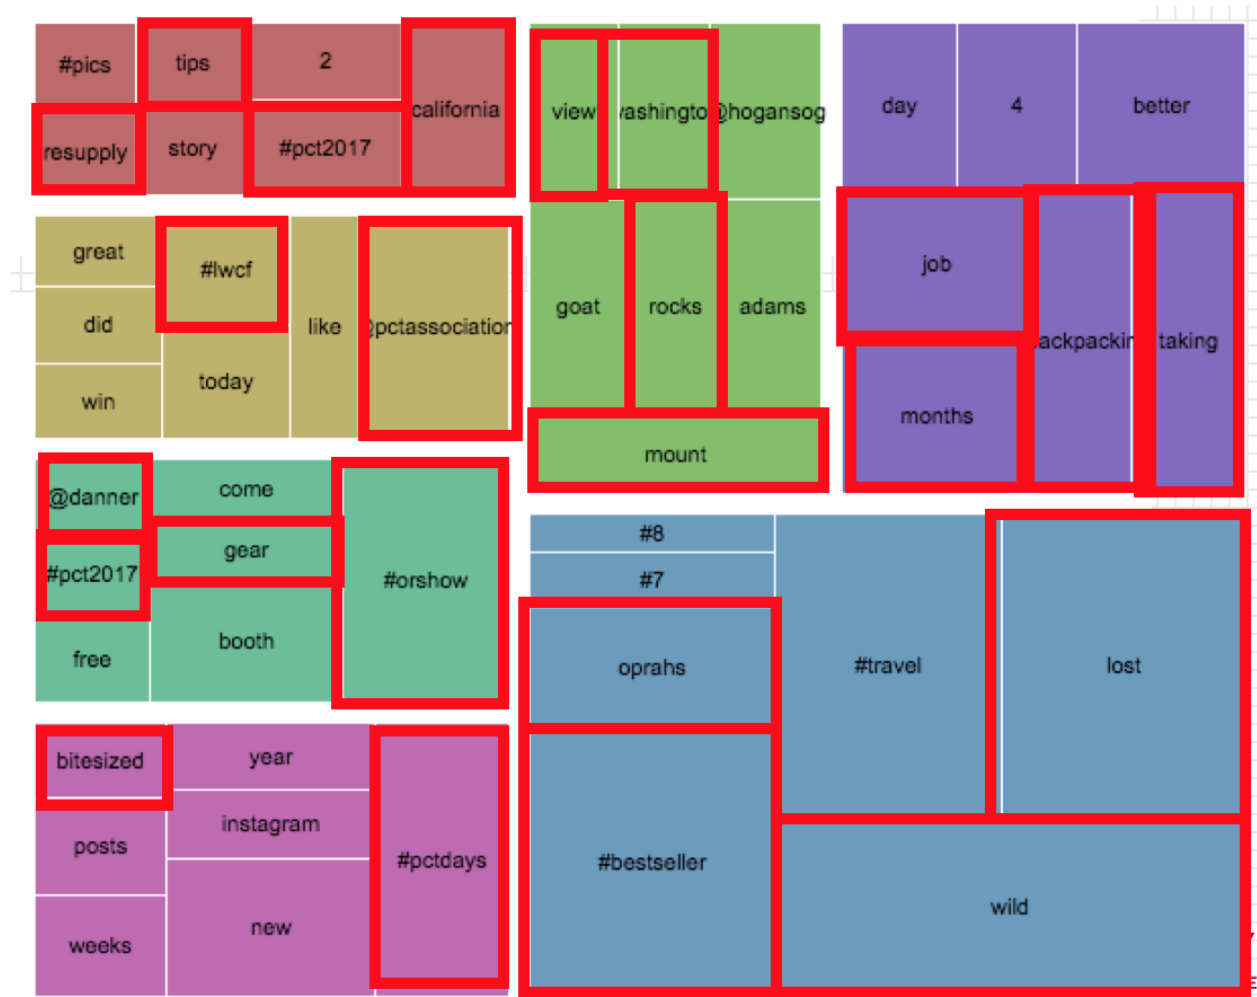 #pics
tips
2
california
resupply
story
#pct2017
great
#lwcf
like
@pctassociation
did
today
win
@danner
come
#orshow
#pct2017
gear
free
booth
bitesized
year
#pctdays
posts
instagram
weeks
new
view
washingto
@hogansog
goat
rocks
adams
mount
day
4
better
job
backpackin
taking
months
#8
#7
oprahs
#travel
lost
#bestseller
wild